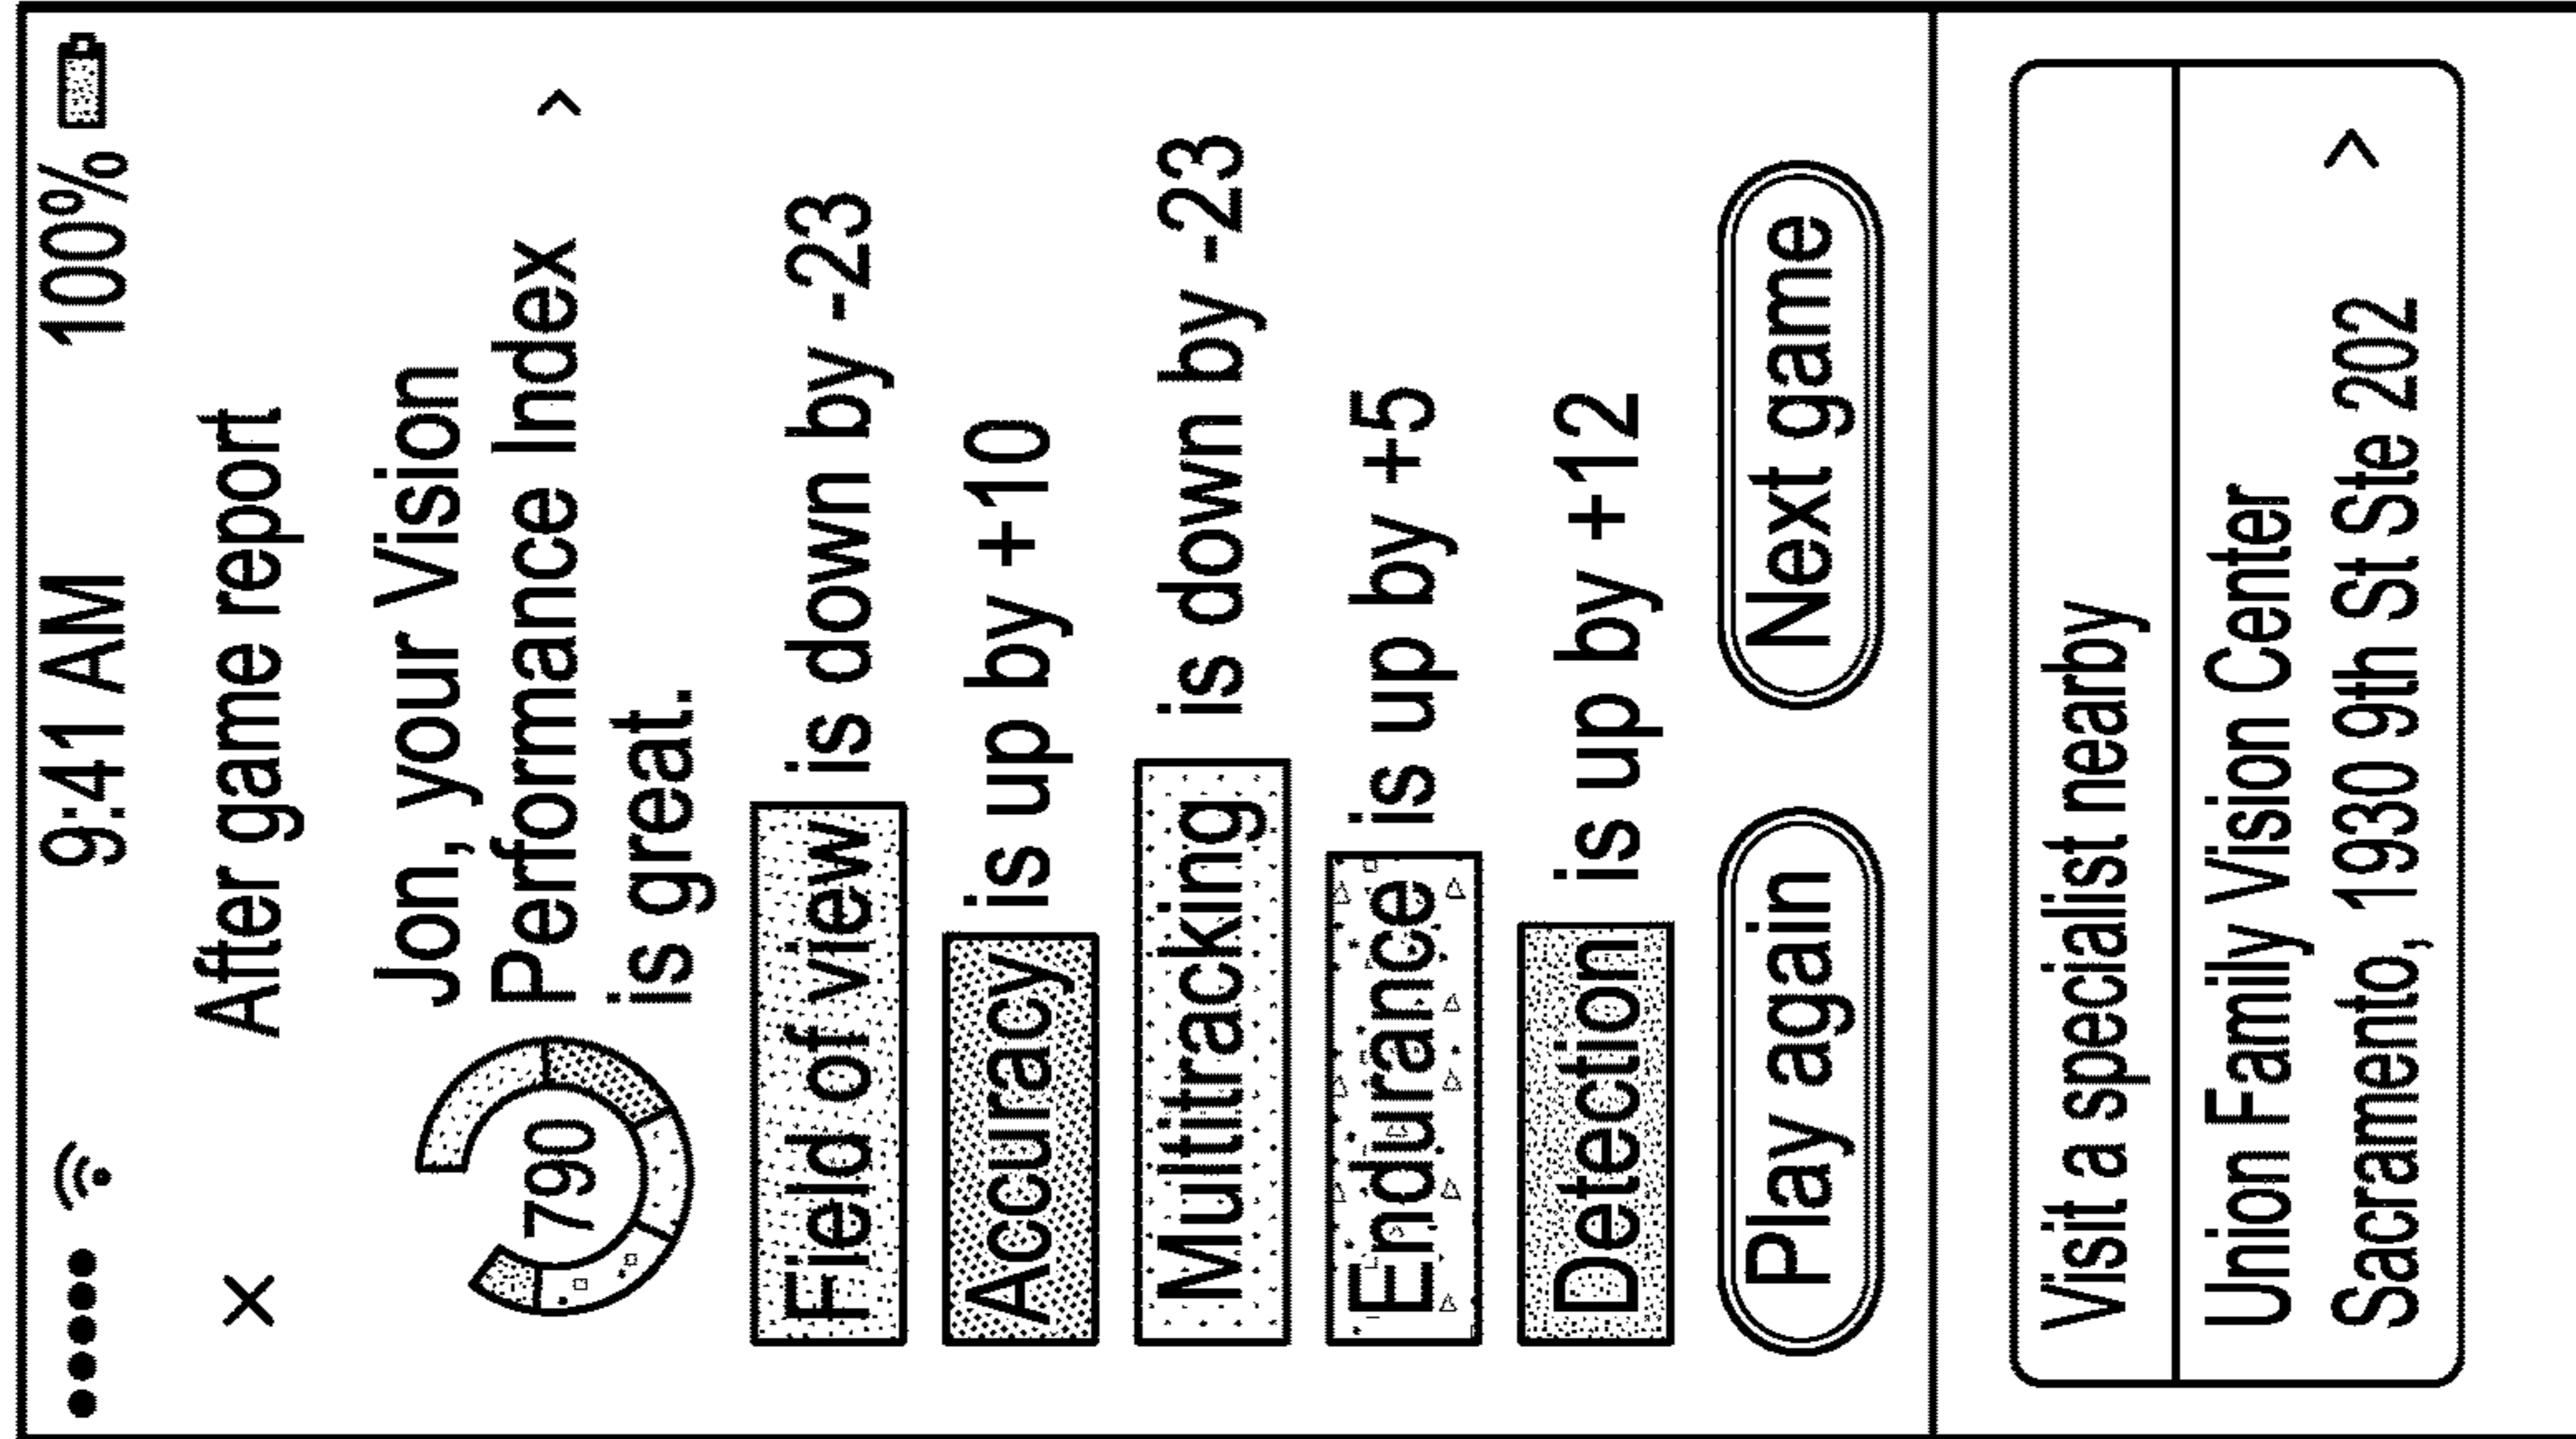 9:41 AM 100%
× After game report
790
Jon, your Vision
Performance Index >
is great.
Field of view is down by -23
Accuracy is up by +10
Multitracking is down by -23
Endurance is up by +5
Detection is up by +12
Play again Next game
Visit a specialist nearby
Union Family Vision Center
Sacramento, 1930 9th St Ste 202 >